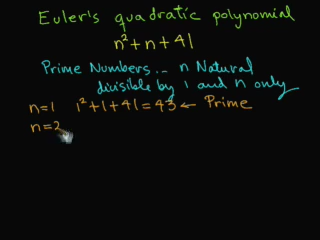 Euler's quadratic polynomial
n²+n+41
Prime Numbers.. n Natural
divisible by 1 and n only
n=1 1²+1+41=43 ← Prime
n=2